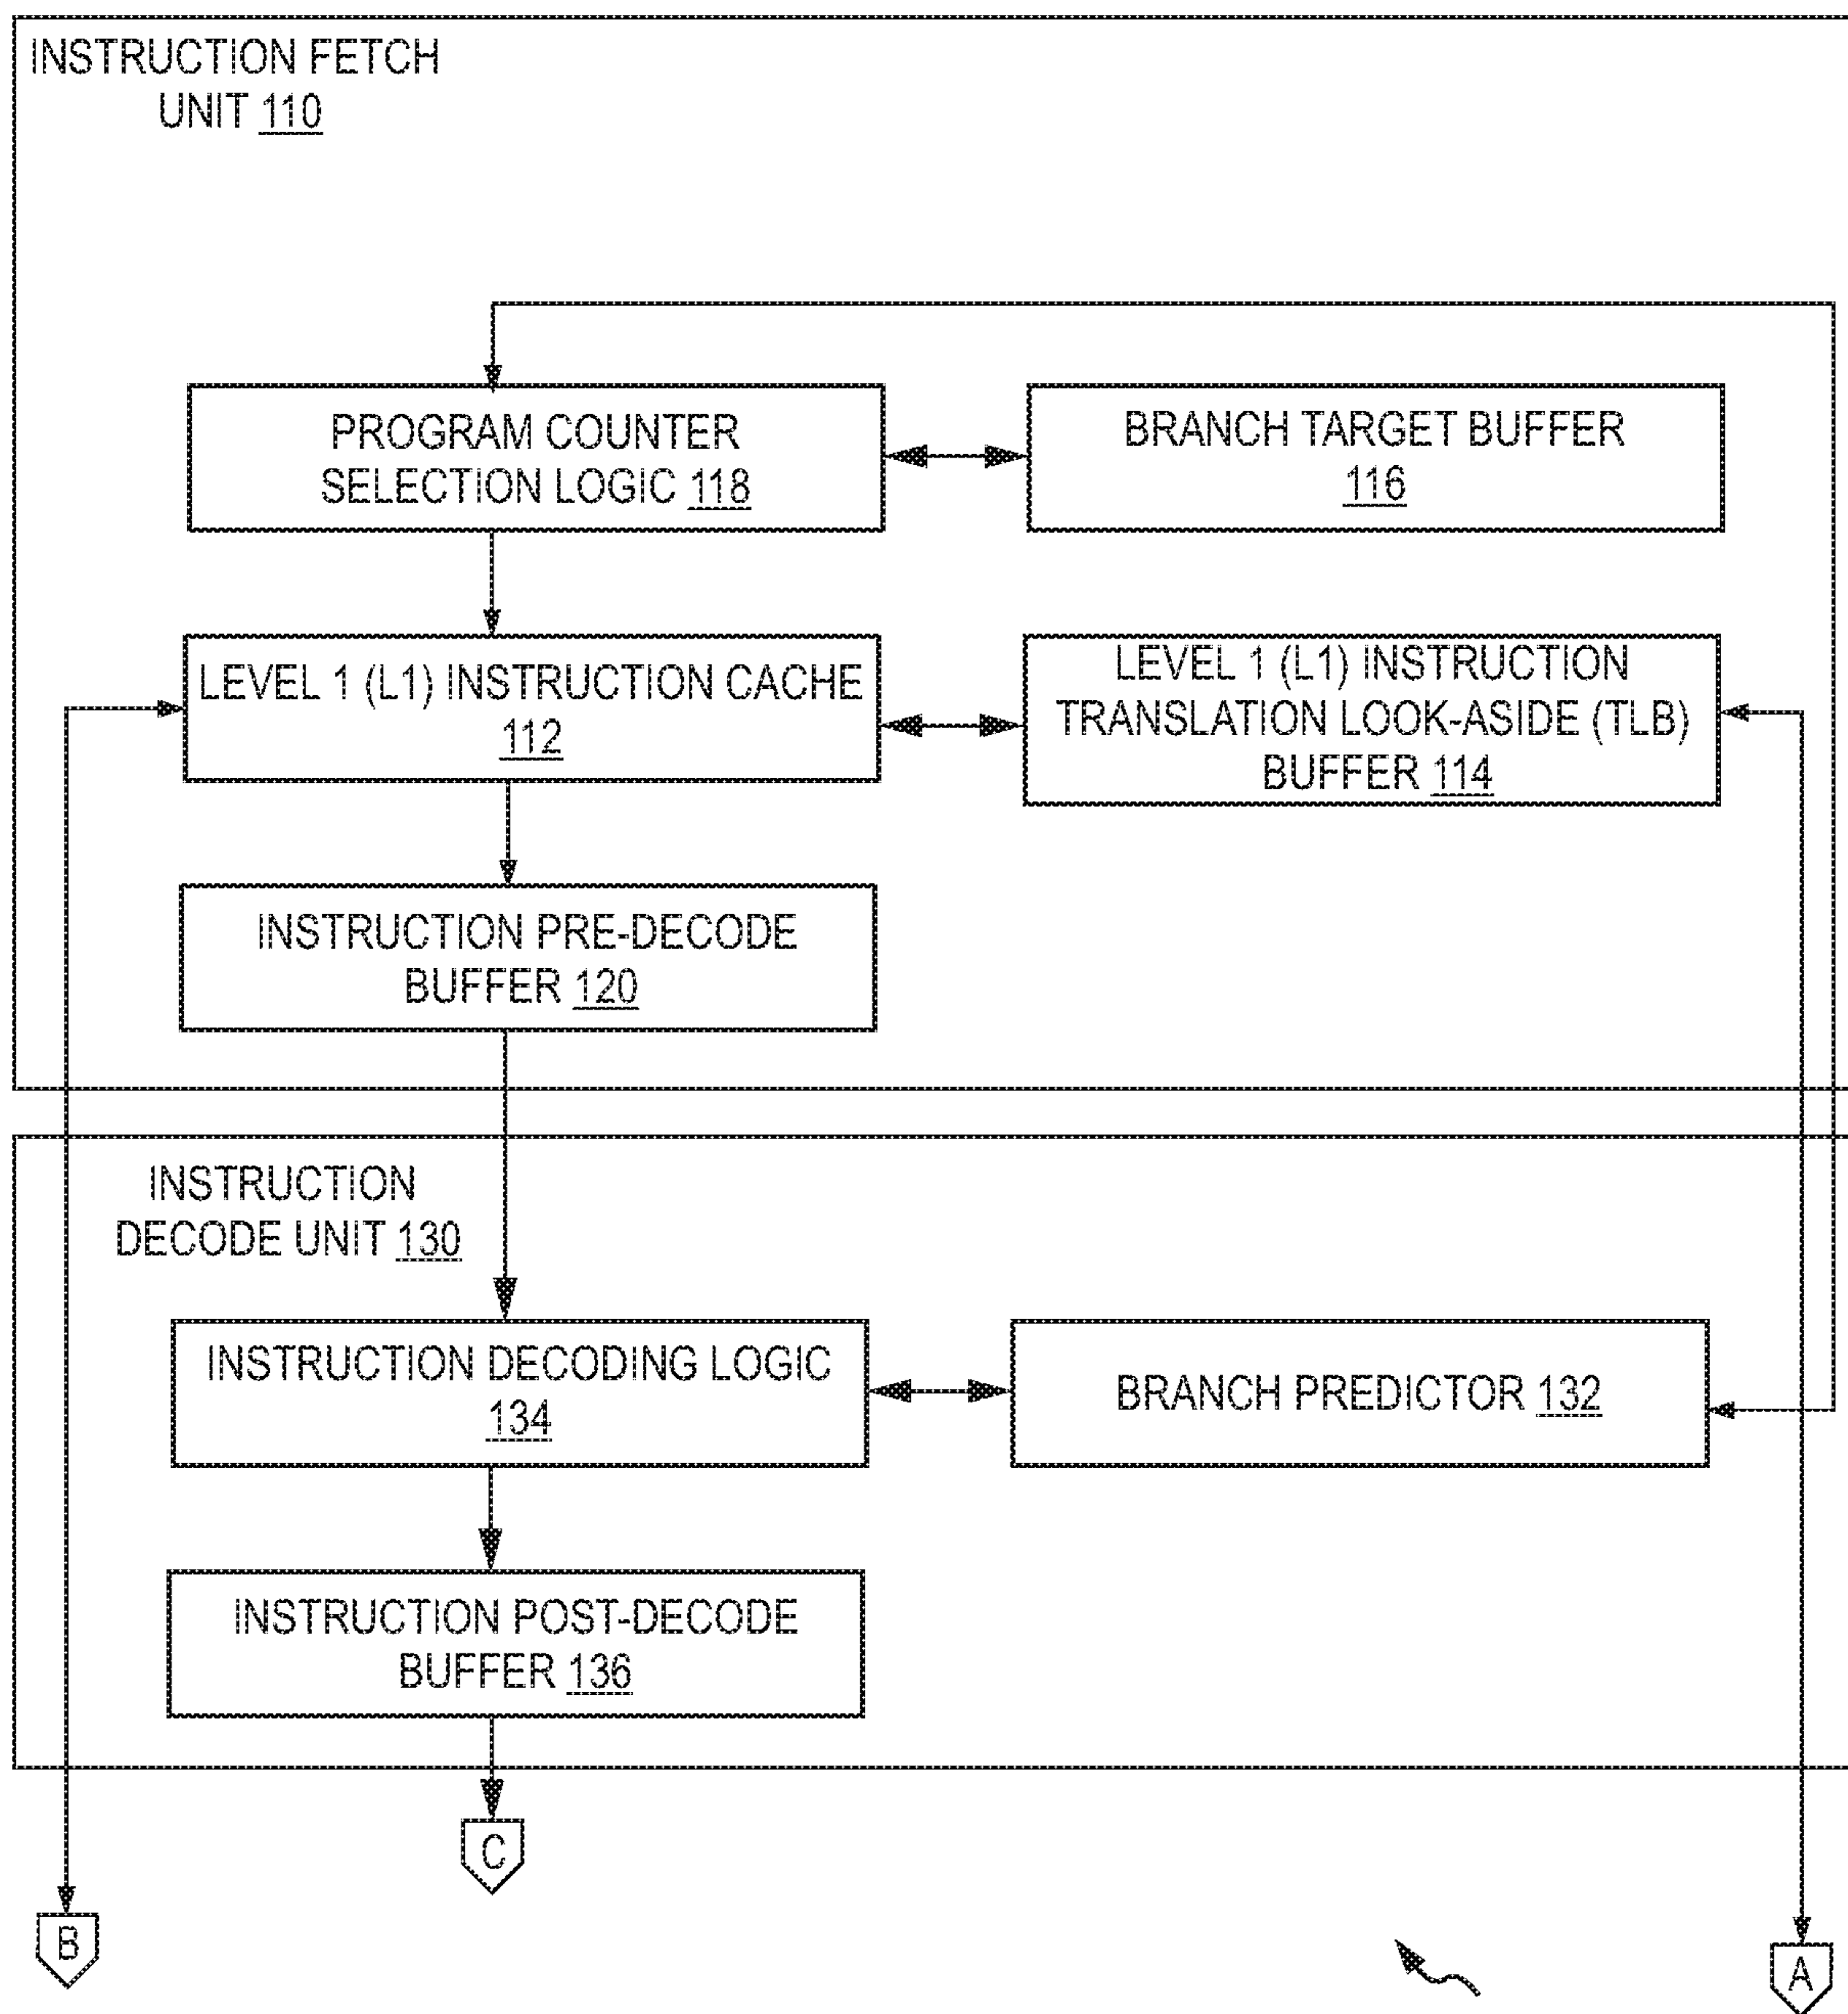 INSTRUCTION FETCH
UNIT 110
PROGRAM COUNTER
SELECTION LOGIC 118
BRANCH TARGET BUFFER
116
LEVEL 1 (L1) INSTRUCTION CACHE
112
LEVEL 1 (L1) INSTRUCTION
TRANSLATION LOOK-ASIDE (TLB)
BUFFER 114
INSTRUCTION PRE-DECODE
BUFFER 120
INSTRUCTION
DECODE UNIT 130
INSTRUCTION DECODING LOGIC
134
BRANCH PREDICTOR 132
INSTRUCTION POST-DECODE
BUFFER 136
C
B
A